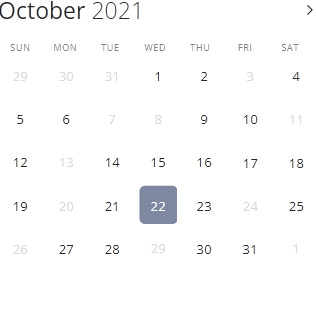 October 2021
SUN MON TUE WED THU FRI SAT
29 30 31 1 2 3 4
5 6 7 8 9 10 11
12 13 14 15 16 17 18
19 20 21 22 23 24 25
26 27 28 29 30 31 1